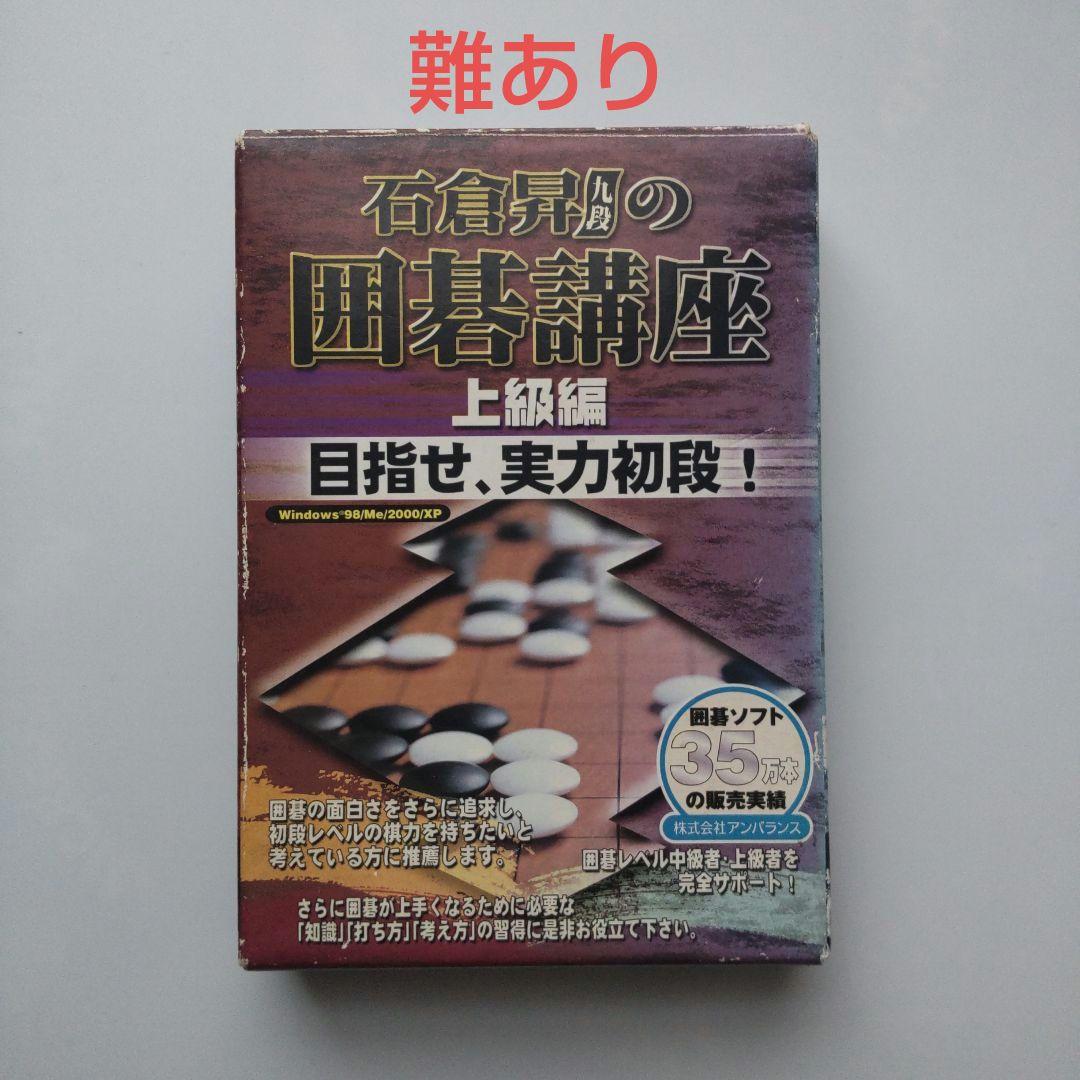 難あり
石倉昇九段の
囲碁講座
上級編
目指せ、実力初段！
Windows®98/Me/2000/XP
囲碁ソフト
35万本
の販売実績
株式会社アンバランス
囲碁の面白さをさらに追求し、
初段レベルの棋力を持ちたいと
考えている方に推薦します。
囲碁レベル中級者・上級者を
完全サポート！
さらに囲碁が上手くなるために必要な
「知識」「打ち方」「考え方」の習得に是非お役立て下さい。